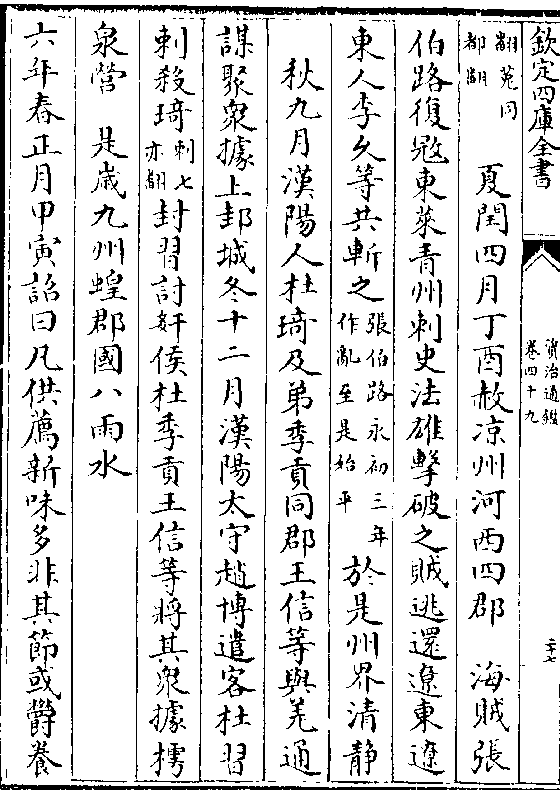 欽定四庫全書
資治通鑑
卷四十九
二十七
翻菟同
都翻
夏閏四月丁酉赦涼州河西四郡　海賊張
伯路復寇東萊青州刺史法雄擊破之賊逃還遼東遼
東人李久等共斬之張伯路永初三年作亂至是始平於是州界清静
秋九月漢陽人杜琦及弟季貢同郡王信等與羌通
謀聚衆據上邽城冬十二月漢陽太守趙博遣客杜習
刺殺琦刺七亦翻封習討奸侯杜季貢王信等將其衆據樗
泉營　是歲九州蝗郡國八雨水
六年春正月甲寅詔曰凡供薦新味多非其節或鬱養